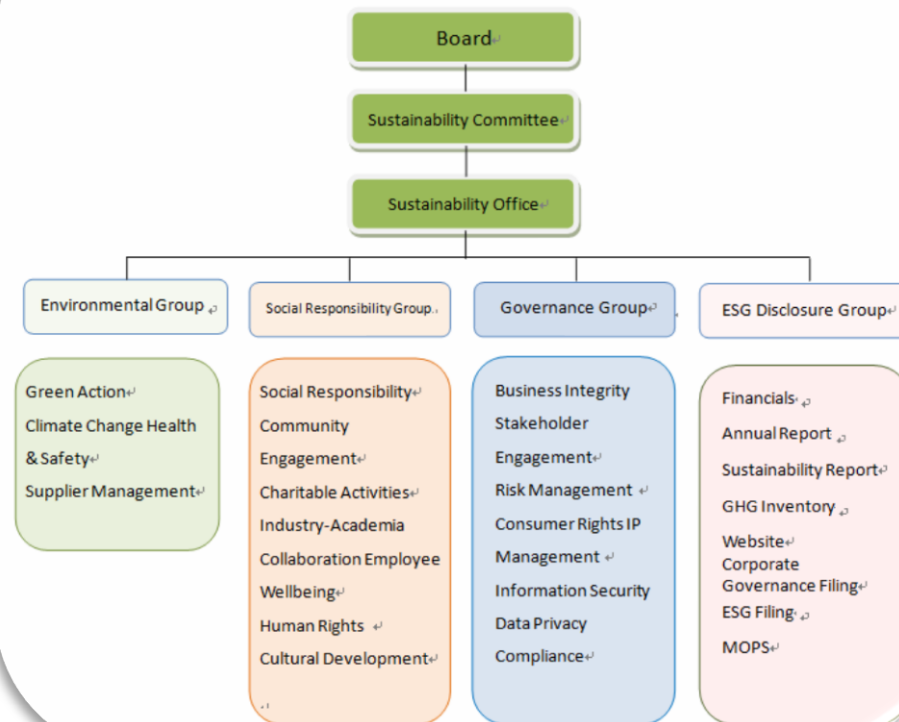 Board
Sustainability Committee
Sustainability Office
Environmental Group
Social Responsibility Group
Governance Group
ESG Disclosure Group
Green Action
Climate Change Health
& Safety
Supplier Management
Social Responsibility
Community
Engagement
Charitable Activities
Industry-Academia
Collaboration Employee
Wellbeing
Human Rights
Cultural Development
Business Integrity
Stakeholder
Engagement
Risk Management
Consumer Rights IP
Management
Information Security
Data Privacy
Compliance
Financials
Annual Report
Sustainability Report
GHG Inventory
Website
Corporate
Governance Filing
ESG Filing
MOPS